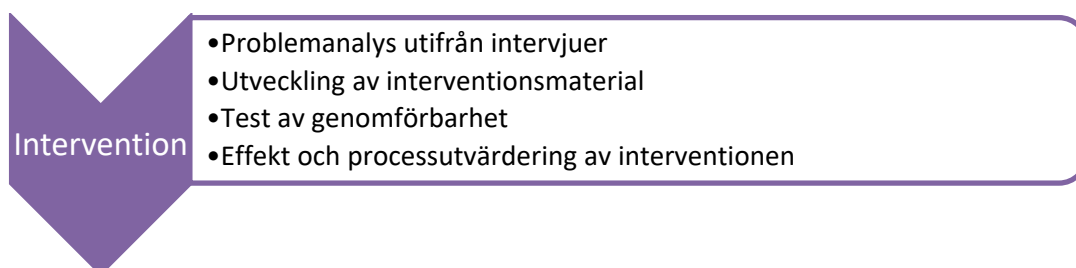 Intervention
•Problemanalys utifrån intervjuer
•Utveckling av interventionsmaterial
•Test av genomförbarhet
•Effekt och processutvärdering av interventionen